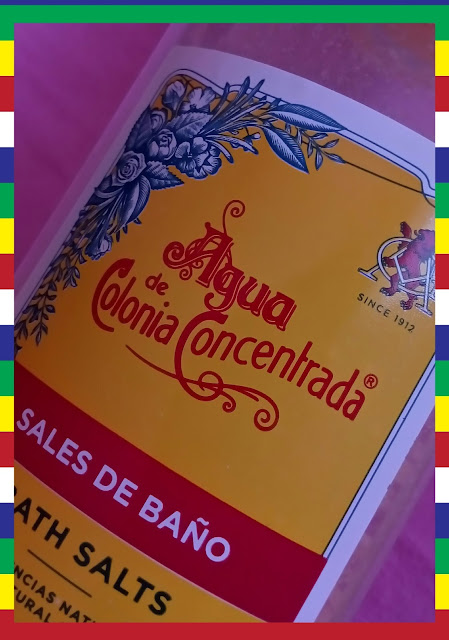 Agua
de
Colonia Concentrada®
SINCE 1912
SALES DE BAÑO
BATH SALTS